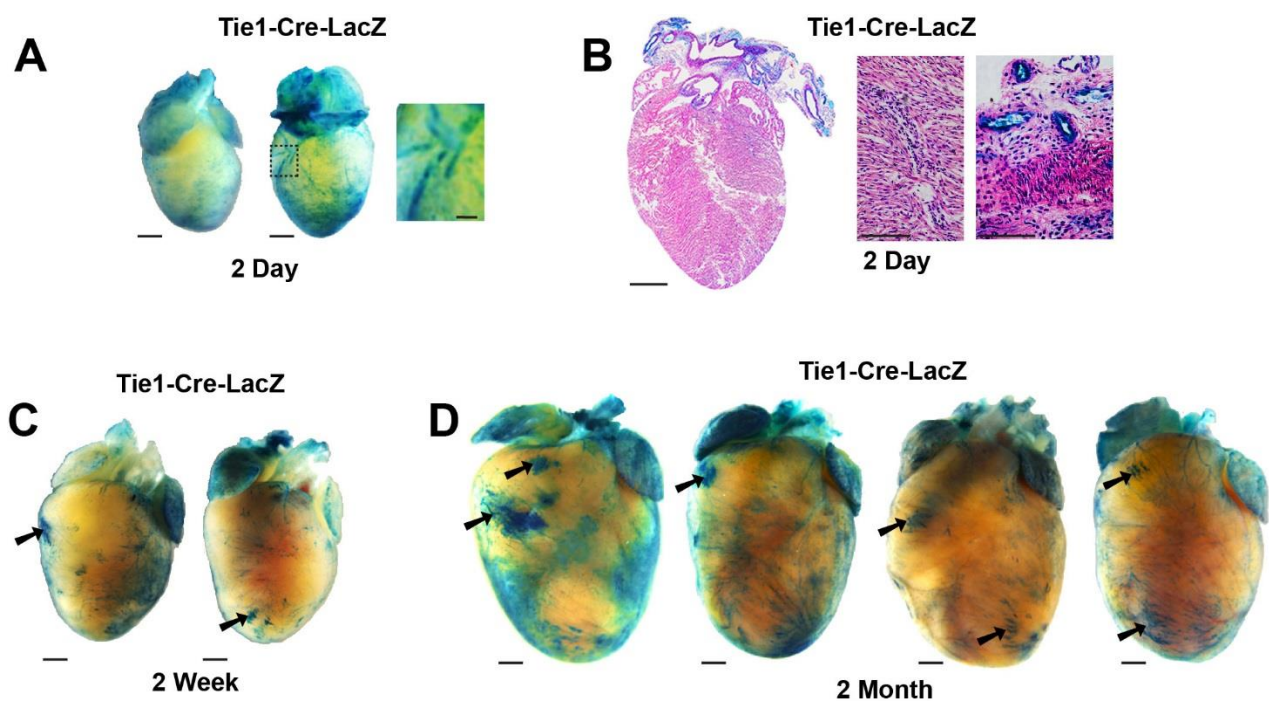 Tie1-Cre-LacZ
A
2 Day
Tie1-Cre-LacZ
B
2 Day
Tie1-Cre-LacZ
C
2 Week
Tie1-Cre-LacZ
D
2 Month